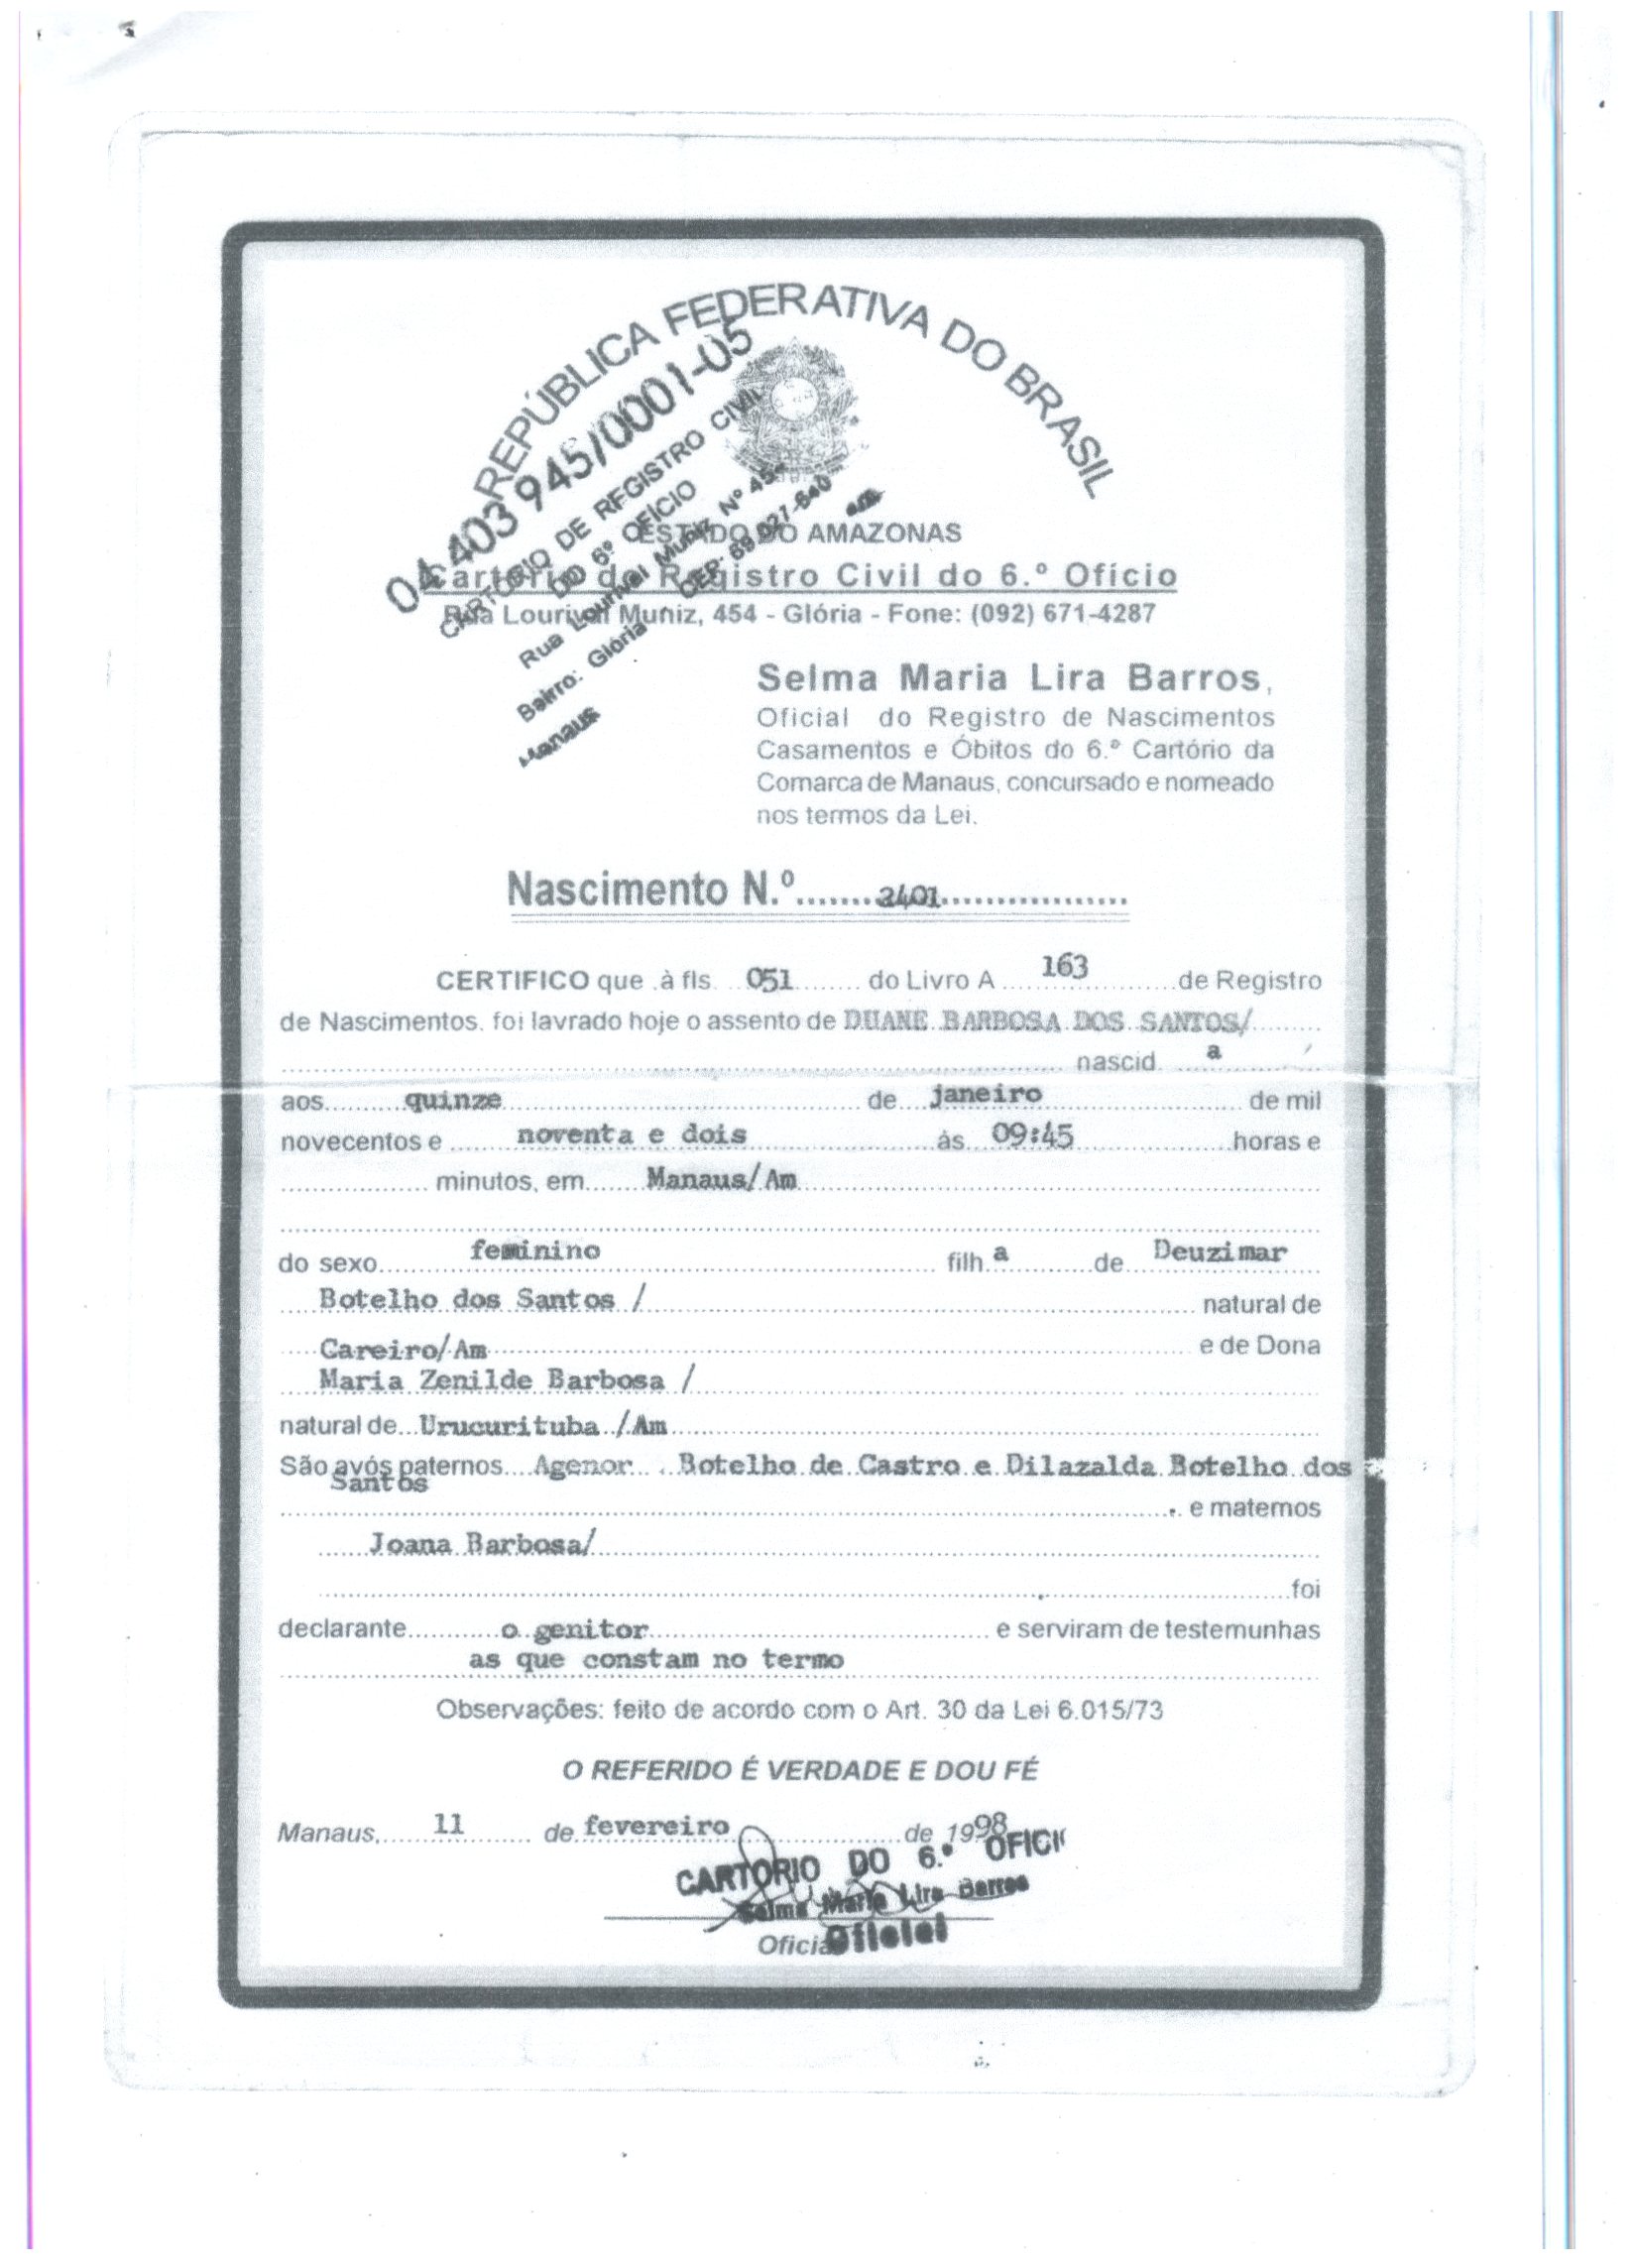 REPÚBLICA FEDERATIVA DO BRASIL
04 403 945/0001-05
CARTORIO DE REGISTRO CIVIL
DO 6º OFICIO
Rua Lourival Muniz Nº 45
Bairro: Glória CEP: 69 027-640
Manaus
ESTADO DO AMAZONAS
Cartório do Registro Civil do 6.º Ofício
Rua Lourival Muniz, 454 - Glória - Fone: (092) 671-4287
Selma Maria Lira Barros,
Oficial do Registro de Nascimentos
Casamentos e Óbitos do 6.º Cartório da
Comarca de Manaus, concursado e nomeado
nos termos da Lei.
Nascimento N.º 2401
CERTIFICO que à fls. 051 do Livro A 163 de Registro
de Nascimentos. foi lavrado hoje o assento de DUANE BARBOSA DOS SANTOS/
nascid a
aos quinze de janeiro de mil
novecentos e noventa e dois ás 09:45 horas e
minutos, em Manaus/Am
do sexo feminino filh a de Deuzimar
Botelho dos Santos / natural de
Careiro/Am e de Dona
Maria Zenilde Barbosa /
natural de Urucurituba /Am
São avós paternos Agenor Botelho de Castro e Dilazalda Botelho dos
Santos
e maternos
Joana Barbosa/
foi
declarante o genitor e serviram de testemunhas
as que constam no termo
Observações: feito de acordo com o Art. 30 da Lei 6.015/73
O REFERIDO É VERDADE E DOU FÉ
Manaus, 11 de fevereiro de 1998
CARTORIO DO 6.º OFICI
Selma Maria Lira Barros
Oficial
Oficial